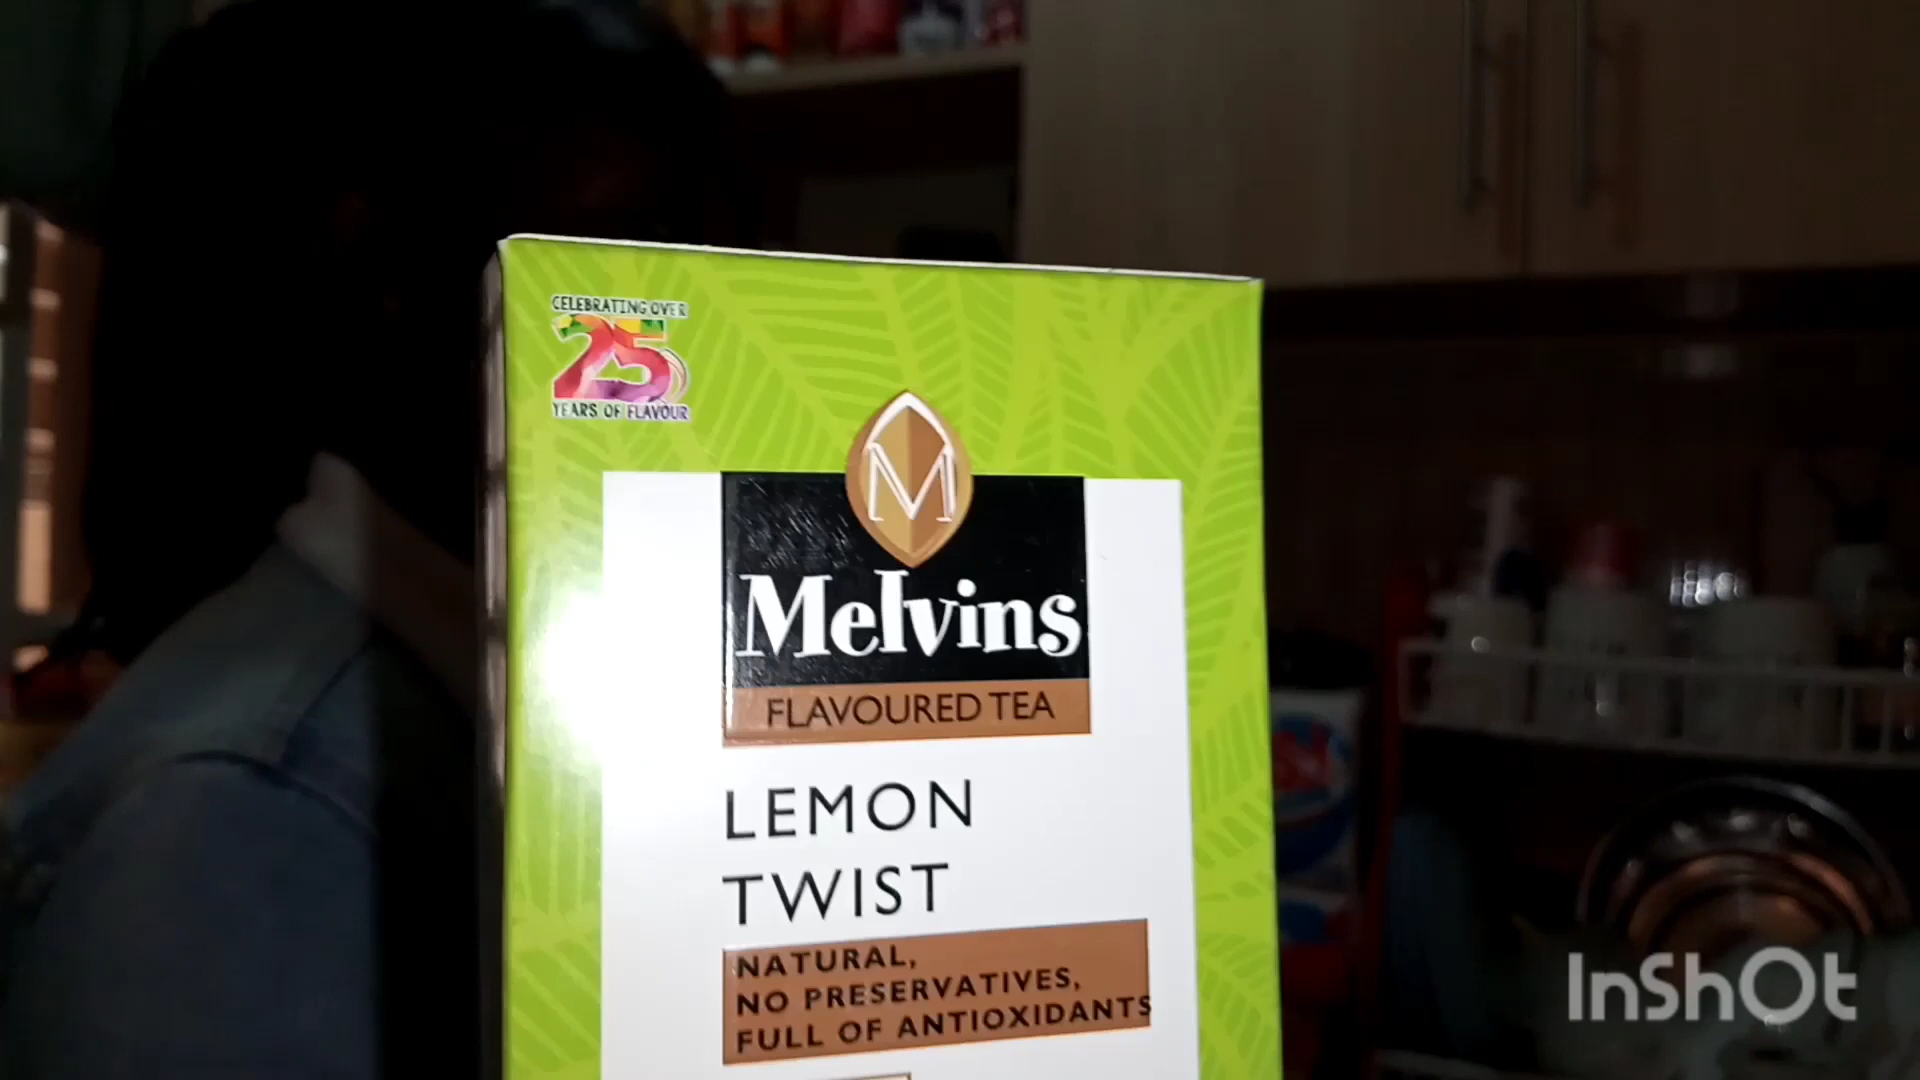 CELEBRATING OVER
25
YEARS OF FLAVOUR
M
Melvins
FLAVOURED TEA
LEMON
TWIST
NATURAL,
NO PRESERVATIVES,
FULL OF ANTIOXIDANTS
InShOt